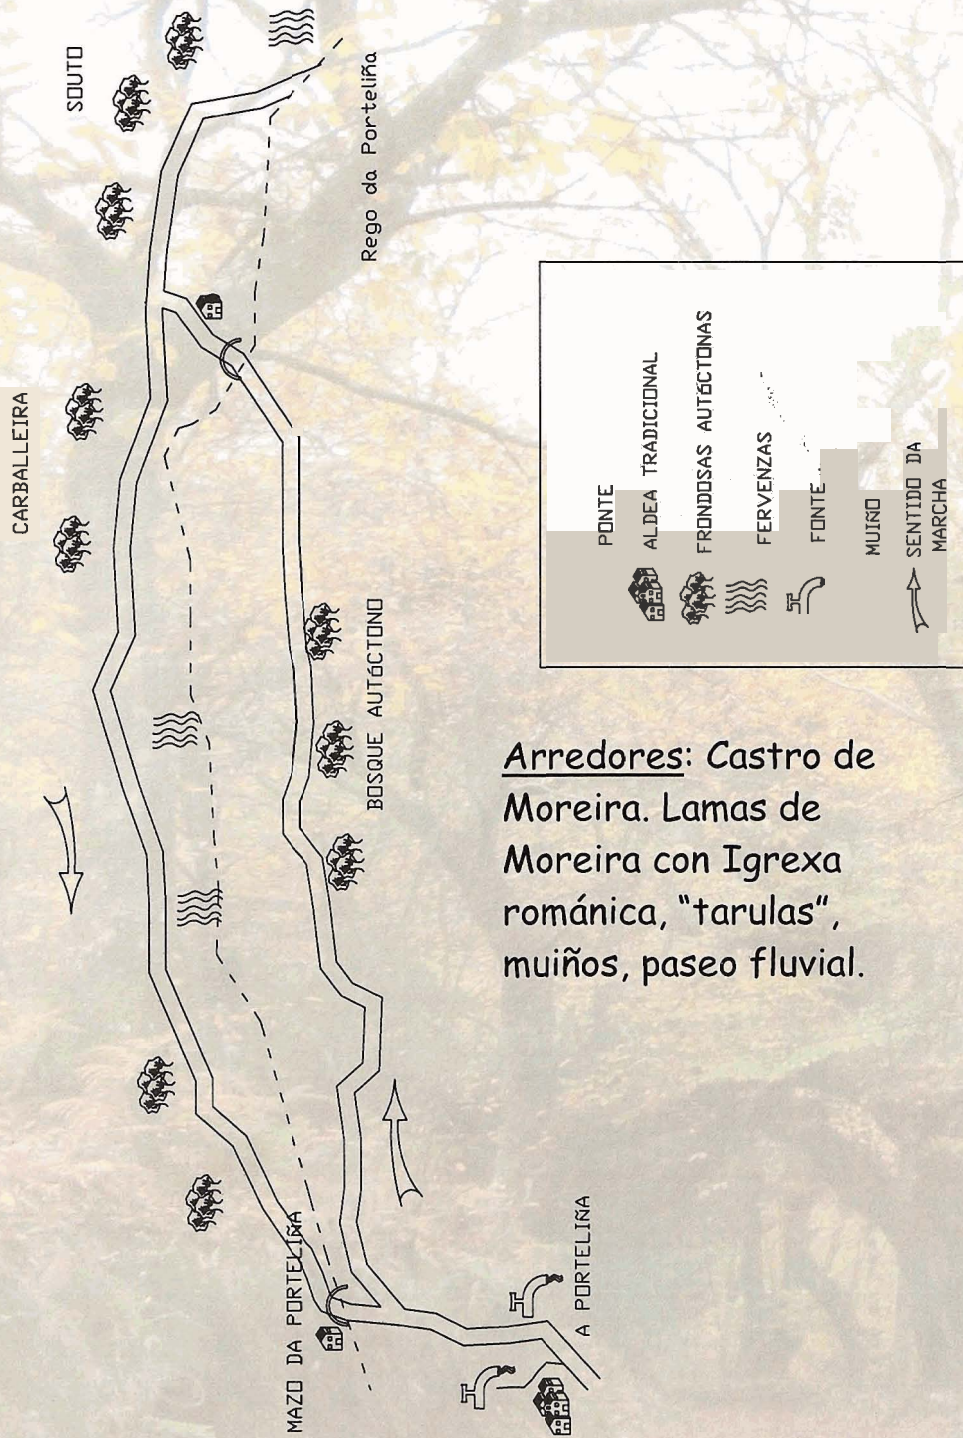 SOUTO
CARBALLEIRA
Rego da Porteliña
BOSQUE AUTÓCTONO
MAZO DA PORTELIÑA
A PORTELIÑA
PONTE
ALDEA TRADICIONAL
FRONDOSAS AUTÓCTONAS
FERVENZAS
FONTE
MUIÑO
SENTIDO DA
MARCHA
Arredores: Castro de
Moreira. Lamas de
Moreira con Igrexa
románica, “tarulas”,
muiños, paseo fluvial.